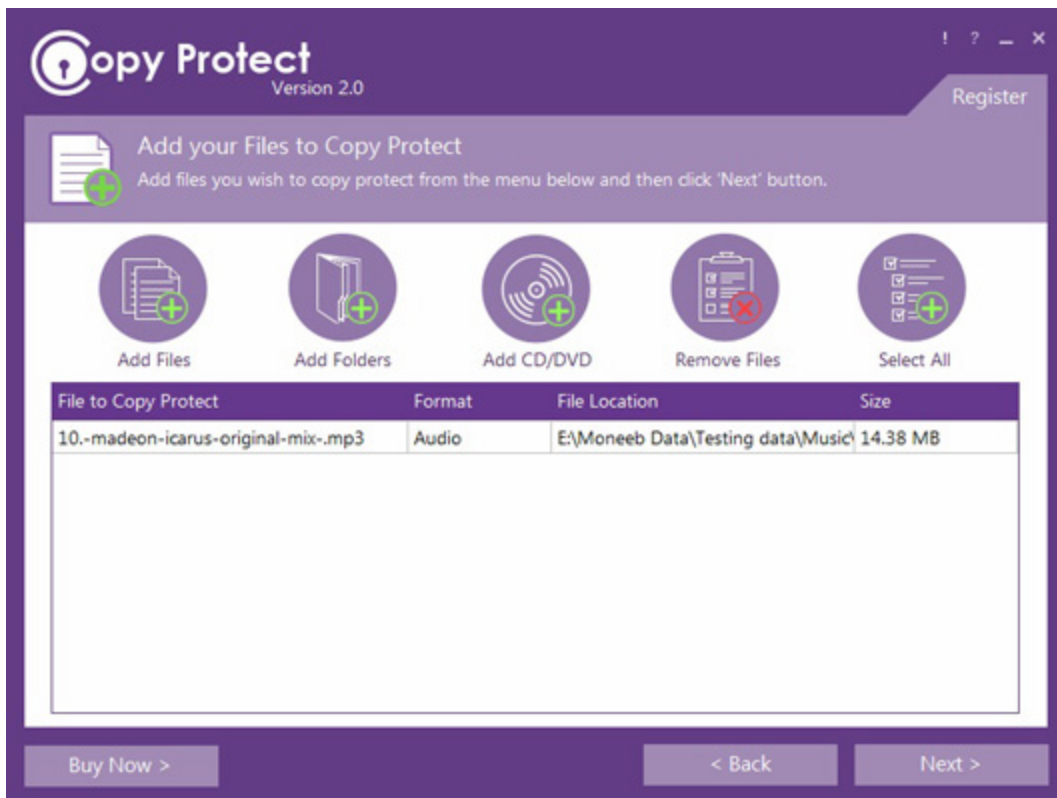 Copy Protect
Version 2.0
! ? _ ×
Register
Add your Files to Copy Protect
Add files you wish to copy protect from the menu below and then click 'Next' button.
Add Files
Add Folders
Add CD/DVD
Remove Files
Select All
File to Copy Protect Format File Location Size
10.-madeon-icarus-original-mix-.mp3 Audio E:\Moneeb Data\Testing data\Music\ 14.38 MB
Buy Now >
< Back
Next >